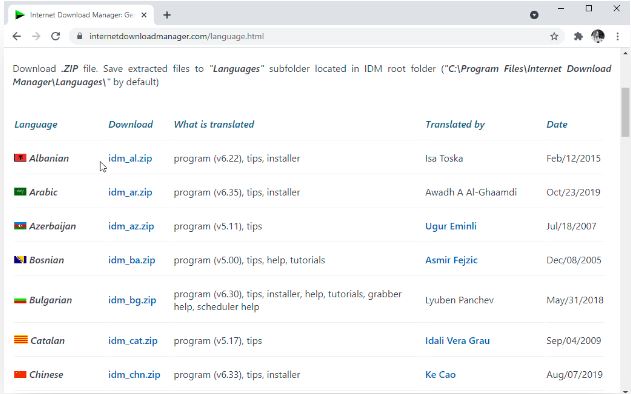 Internet Download Manager: Ge
internetdownloadmanager.com/language.html
Download .ZIP file. Save extracted files to "Languages" subfolder located in IDM root folder ("C:\Program Files\Internet Download
Manager\Languages\" by default)
Language Download What is translated Translated by Date
Albanian idm_al.zip program (v6.22), tips, installer Isa Toska Feb/12/2015
Arabic idm_ar.zip program (v6.35), tips, installer Awadh A Al-Ghaamdi Oct/23/2019
Azerbaijan idm_az.zip program (v5.11), tips Ugur Eminli Jul/18/2007
Bosnian idm_ba.zip program (v5.00), tips, help, tutorials Asmir Fejzic Dec/08/2005
Bulgarian idm_bg.zip program (v6.30), tips, installer, help, tutorials, grabber Lyuben Panchev May/31/2018
help, scheduler help
Catalan idm_cat.zip program (v5.17), tips Idali Vera Grau Sep/04/2009
Chinese idm_chn.zip program (v6.33), tips, installer Ke Cao Aug/07/2019